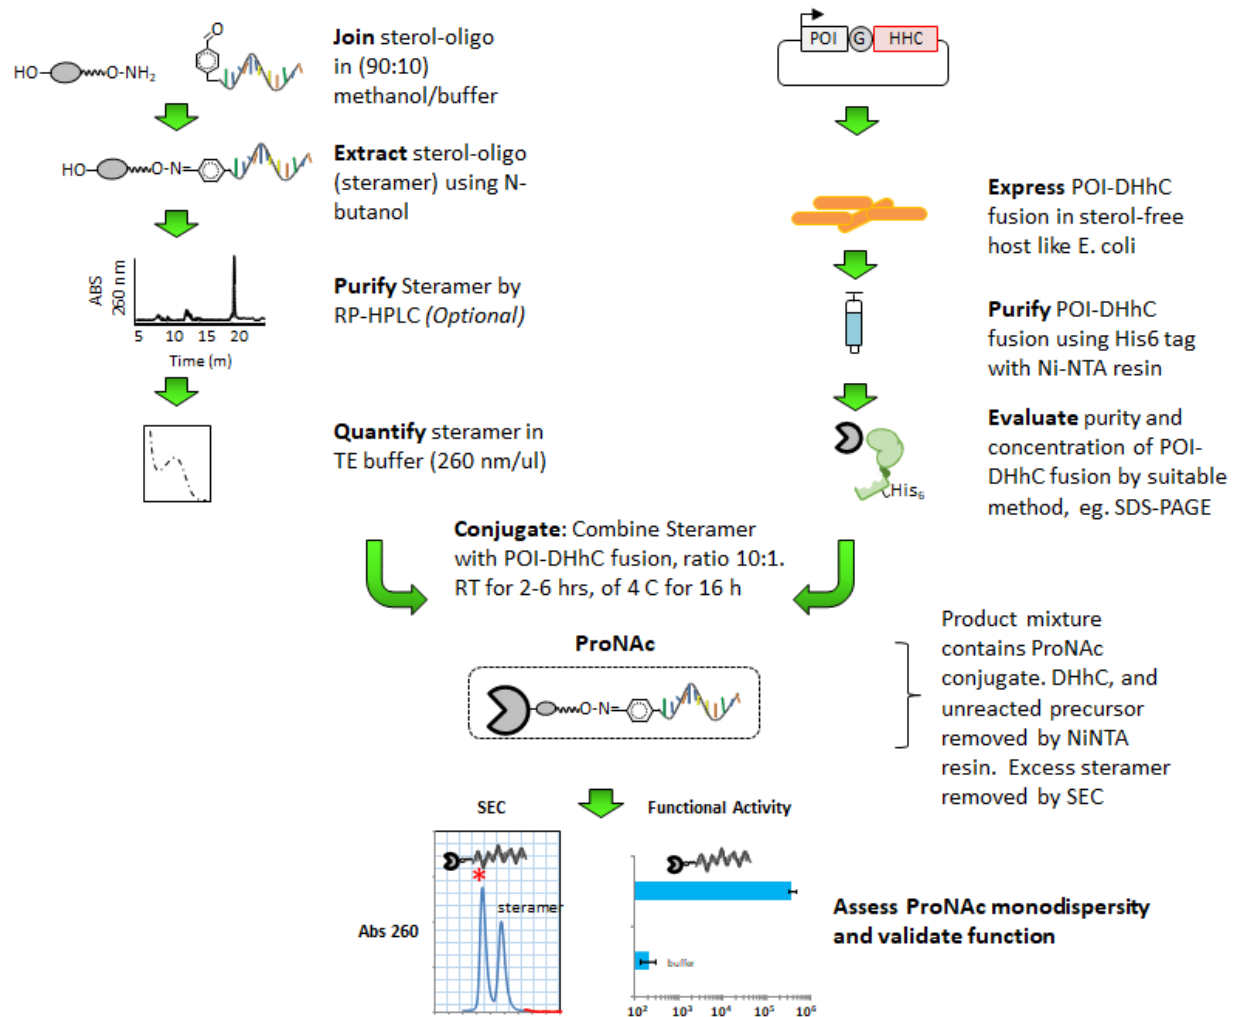 HO
O-NH₂
O
Join sterol-oligo
in (90:10)
methanol/buffer
POI
G
HHC
HO
O-N=
Extract sterol-oligo
(steramer) using N-
butanol
Express POI-DHhC
fusion in sterol-free
host like E. coli
ABS
260 nm
5 10 15 20
Time (m)
Purify Steramer by
RP-HPLC (Optional)
Purify POI-DHhC
fusion using His6 tag
with Ni-NTA resin
Quantify steramer in
TE buffer (260 nm/ul)
His₆
Evaluate purity and
concentration of POI-
DHhC fusion by suitable
method, eg. SDS-PAGE
Conjugate: Combine Steramer
with POI-DHhC fusion, ratio 10:1.
RT for 2-6 hrs, of 4 C for 16 h
ProNAc
O-N=
Product mixture
contains ProNAc
conjugate. DHhC, and
unreacted precursor
removed by NiNTA
resin. Excess steramer
removed by SEC
SEC
*
steramer
Abs 260
Functional Activity
buffer
10² 10³ 10⁴ 10⁵ 10⁶
Assess ProNAc monodispersity
and validate function